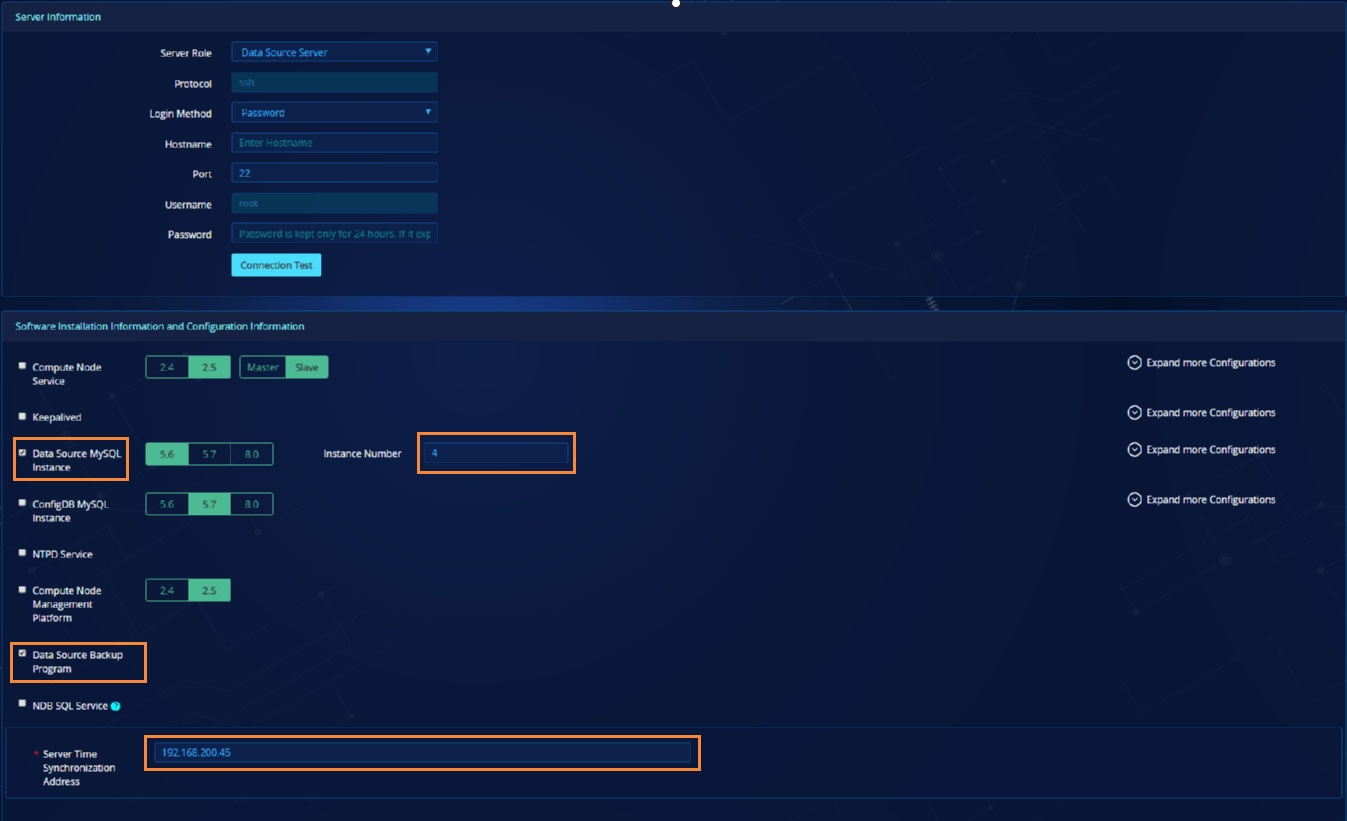 Server Information
Server Role Data Source Server
Protocol ssh
Login Method Password
Hostname Enter Hostname
Port 22
Username root
Password Password is kept only for 24 hours. If it exp
Connection Test
Software Installation Information and Configuration Information
Compute Node 2.4 2.5 Master Slave Expand more Configurations
Service
Keepalived Expand more Configurations
Data Source MySQL 5.6 5.7 8.0 Instance Number 4 Expand more Configurations
Instance
ConfigDB MySQL 5.6 5.7 8.0 Expand more Configurations
Instance
NTPD Service
Compute Node 2.4 2.5
Management
Platform
Data Source Backup
Program
NDB SQL Service ?
* Server Time 192.168.200.45
Synchronization
Address